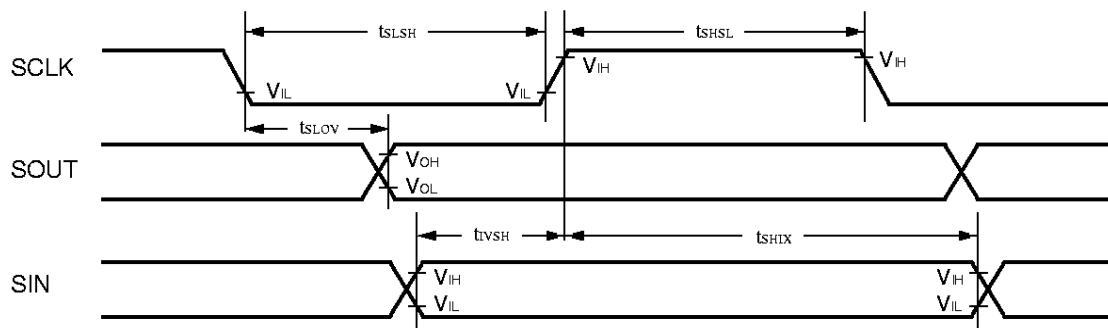 tSLSH tSHSL
SCLK VIH VIH
VIL VIL
tSLOV
SOUT VOH
VOL
tIVSH tSHIX
SIN VIH VIH
VIL VIL